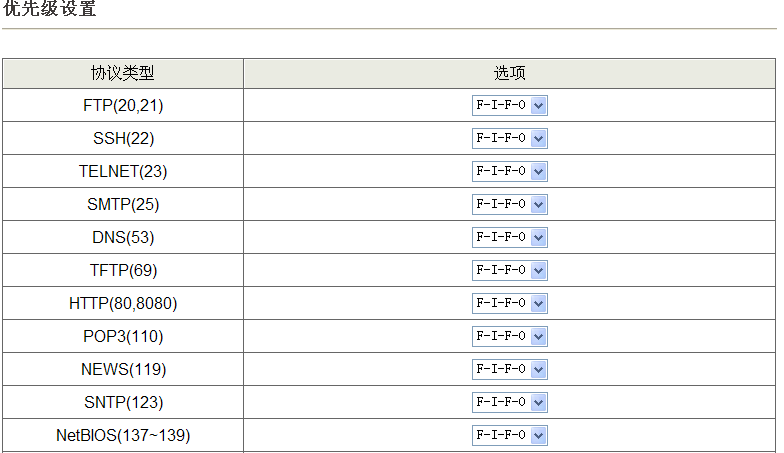 优先级设置
协议类型 选项
FTP(20,21) F-I-F-O
SSH(22) F-I-F-O
TELNET(23) F-I-F-O
SMTP(25) F-I-F-O
DNS(53) F-I-F-O
TFTP(69) F-I-F-O
HTTP(80,8080) F-I-F-O
POP3(110) F-I-F-O
NEWS(119) F-I-F-O
SNTP(123) F-I-F-O
NetBIOS(137~139) F-I-F-O